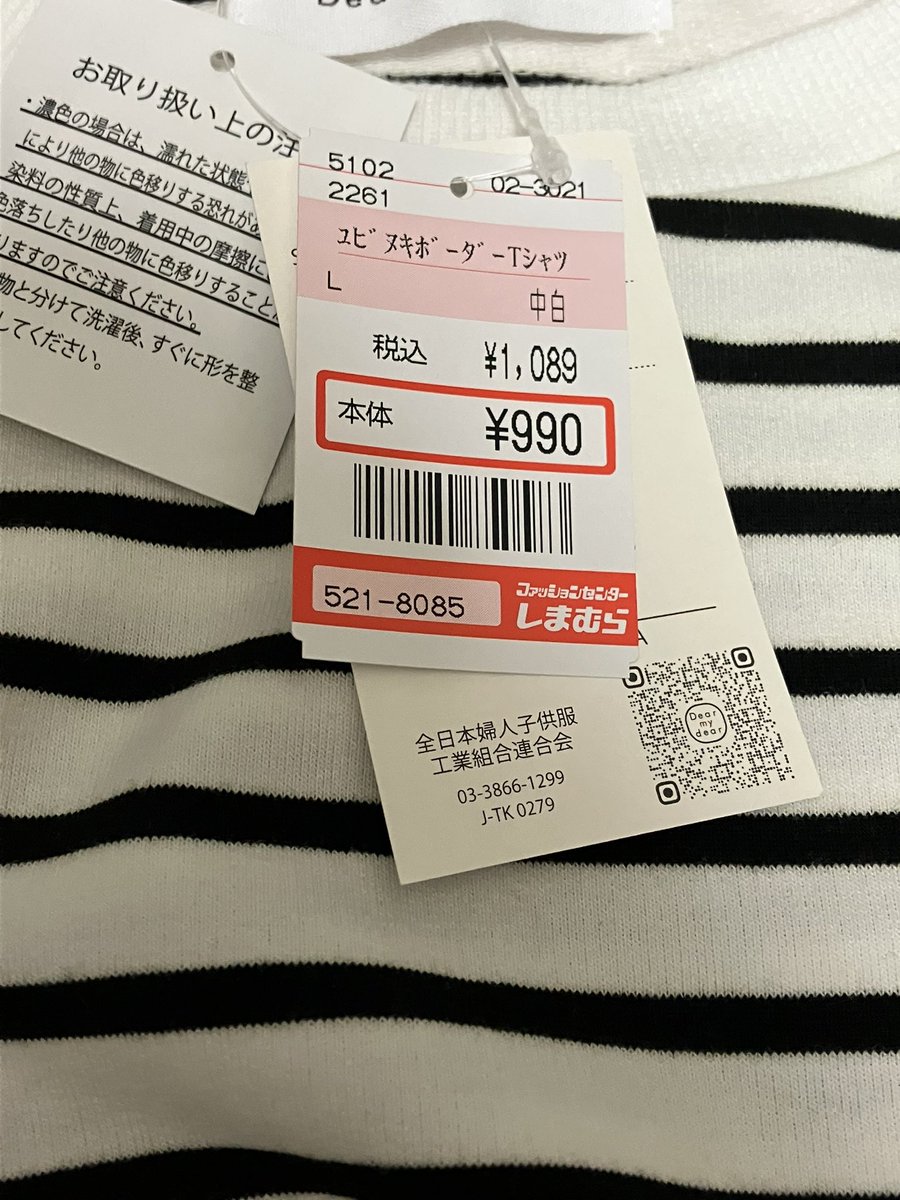 Dea
お取り扱い上の注
・濃色の場合は、濡れた状態
により他の物に色移りする恐れがあ
染料の性質上、着用中の摩擦に
色落ちしたり他の物に色移りすること
りますのでご注意ください。
物と分けて洗濯後、すぐに形を整
してください。
5102
2261
02-3021
ﾕﾋﾞﾇｷﾎﾞｰﾀﾞｰTｼｬﾂ
L
中白
税込 ¥1,089
本体 ¥990
521-8085
ファッションセンター
しまむら
全日本婦人子供服
工業組合連合会
03-3866-1299
J-TK 0279
Dear
my
dear